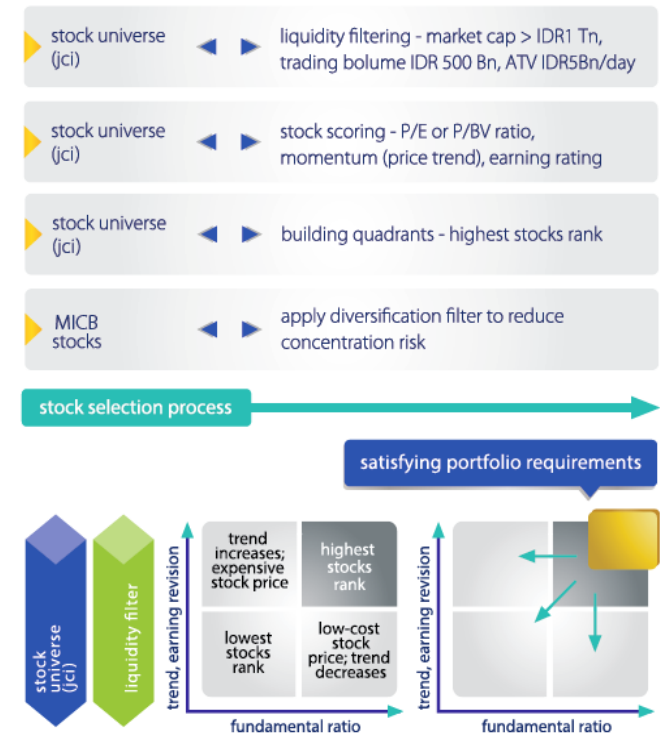 stock universe
(jci)
liquidity filtering - market cap > IDR1 Tn,
trading bolume IDR 500 Bn, ATV IDR5Bn/day
stock universe
(jci)
stock scoring - P/E or P/BV ratio,
momentum (price trend), earning rating
stock universe
(jci)
building quadrants - highest stocks rank
MICB
stocks
apply diversification filter to reduce
concentration risk
stock selection process
satisfying portfolio requirements
stock
universe
(jci)
liquidity filter
trend, earning revision
trend
increases;
expensive
stock price
highest
stocks
rank
lowest
stocks
rank
low-cost
stock
price; trend
decreases
fundamental ratio
trend, earning revision
fundamental ratio